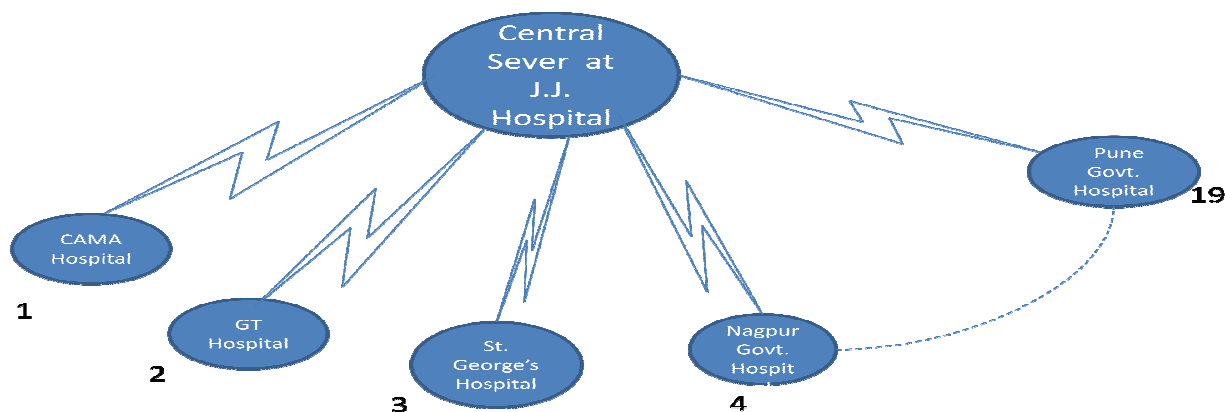 Central
Sever at
J.J.
Hospital
Pune
Govt.
Hospital
19
CAMA
Hospital
1
GT
Hospital
2
St.
George's
Hospital
3
Nagpur
Govt.
Hospit
4